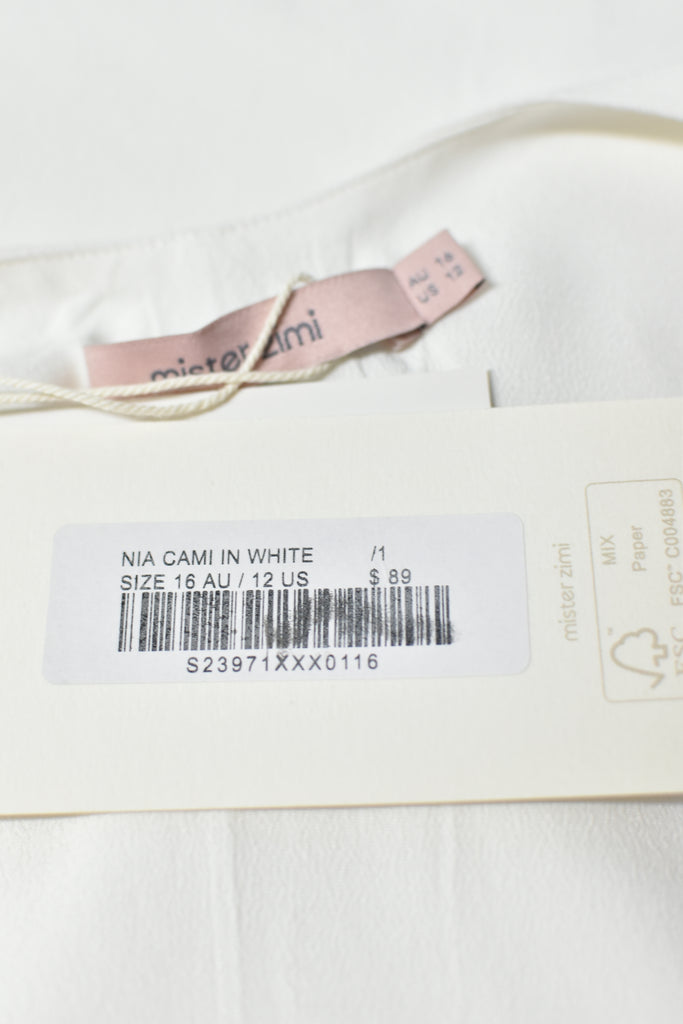 AU 16
US 12
mister zimi
NIA CAMI IN WHITE /1
SIZE 16 AU / 12 US $ 89
S23971XXX0116
mister zimi
MIX
Paper
FSC™ C004883
FSC